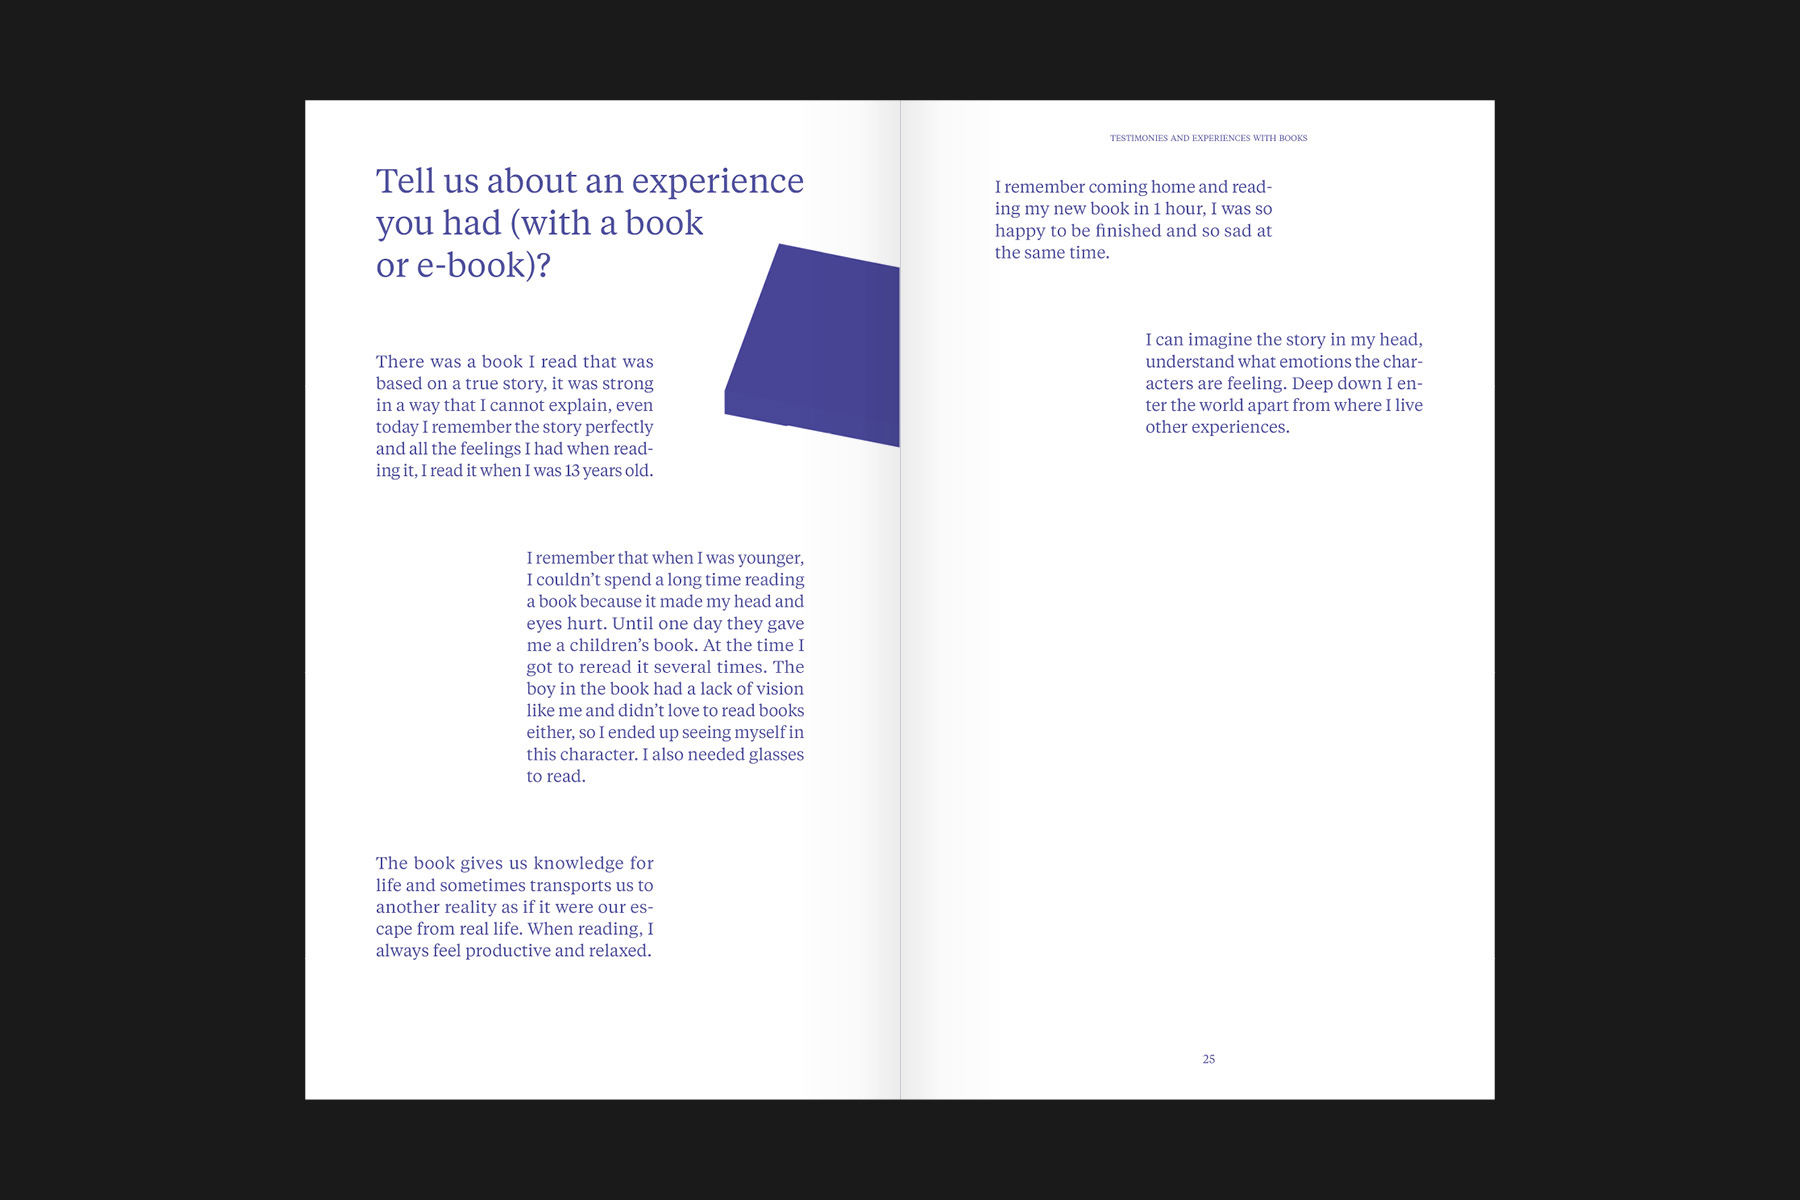 Tell us about an experience
you had (with a book
or e-book)?
There was a book I read that was
based on a true story, it was strong
in a way that I cannot explain, even
today I remember the story perfectly
and all the feelings I had when read-
ing it, I read it when I was 13 years old.
I remember that when I was younger,
I couldn’t spend a long time reading
a book because it made my head and
eyes hurt. Until one day they gave
me a children’s book. At the time I
got to reread it several times. The
boy in the book had a lack of vision
like me and didn’t love to read books
either, so I ended up seeing myself in
this character. I also needed glasses
to read.
The book gives us knowledge for
life and sometimes transports us to
another reality as if it were our es-
cape from real life. When reading, I
always feel productive and relaxed.
TESTIMONIES AND EXPERIENCES WITH BOOKS
I remember coming home and read-
ing my new book in 1 hour, I was so
happy to be finished and so sad at
the same time.
I can imagine the story in my head,
understand what emotions the char-
acters are feeling. Deep down I en-
ter the world apart from where I live
other experiences.
25